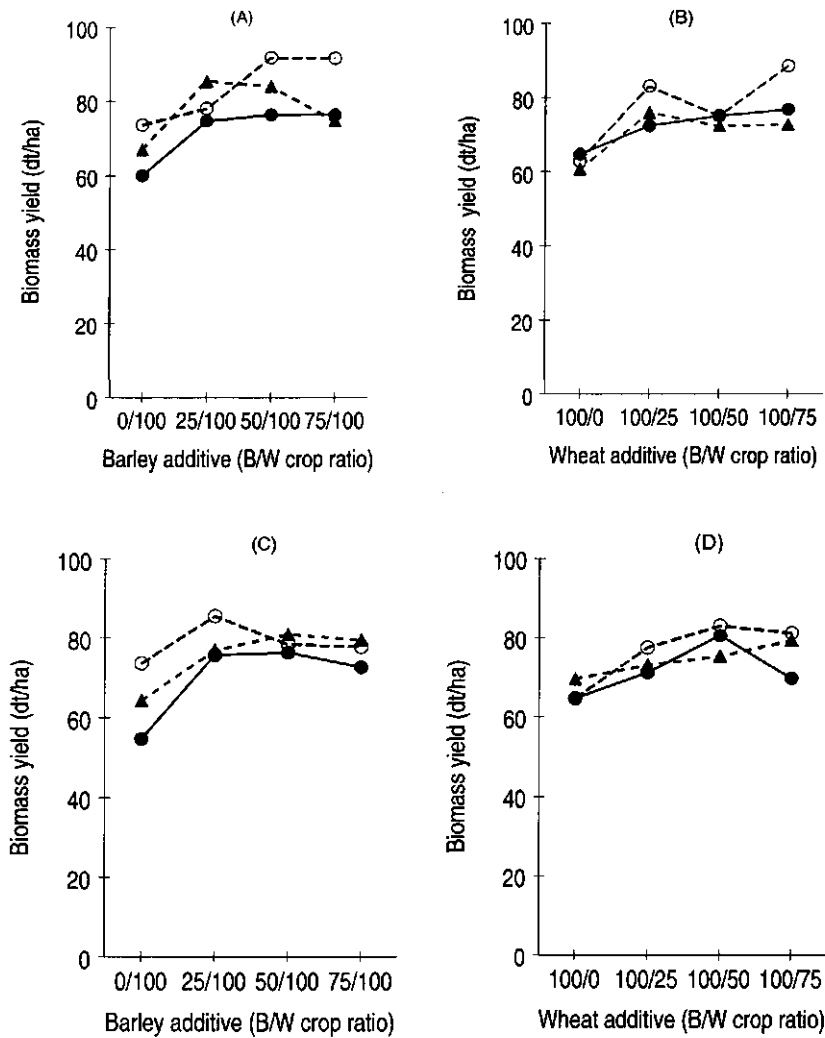 (A)
100
80
60
40
20
0
Biomass yield (dt/ha)
0/100 25/100 50/100 75/100
Barley additive (B/W crop ratio)
(B)
100
80
60
40
20
0
Biomass yield (dt/ha)
100/0 100/25 100/50 100/75
Wheat additive (B/W crop ratio)
(C)
100
80
60
40
20
0
Biomass yield (dt/ha)
0/100 25/100 50/100 75/100
Barley additive (B/W crop ratio)
(D)
100
80
60
40
20
0
Biomass yield (dt/ha)
100/0 100/25 100/50 100/75
Wheat additive (B/W crop ratio)